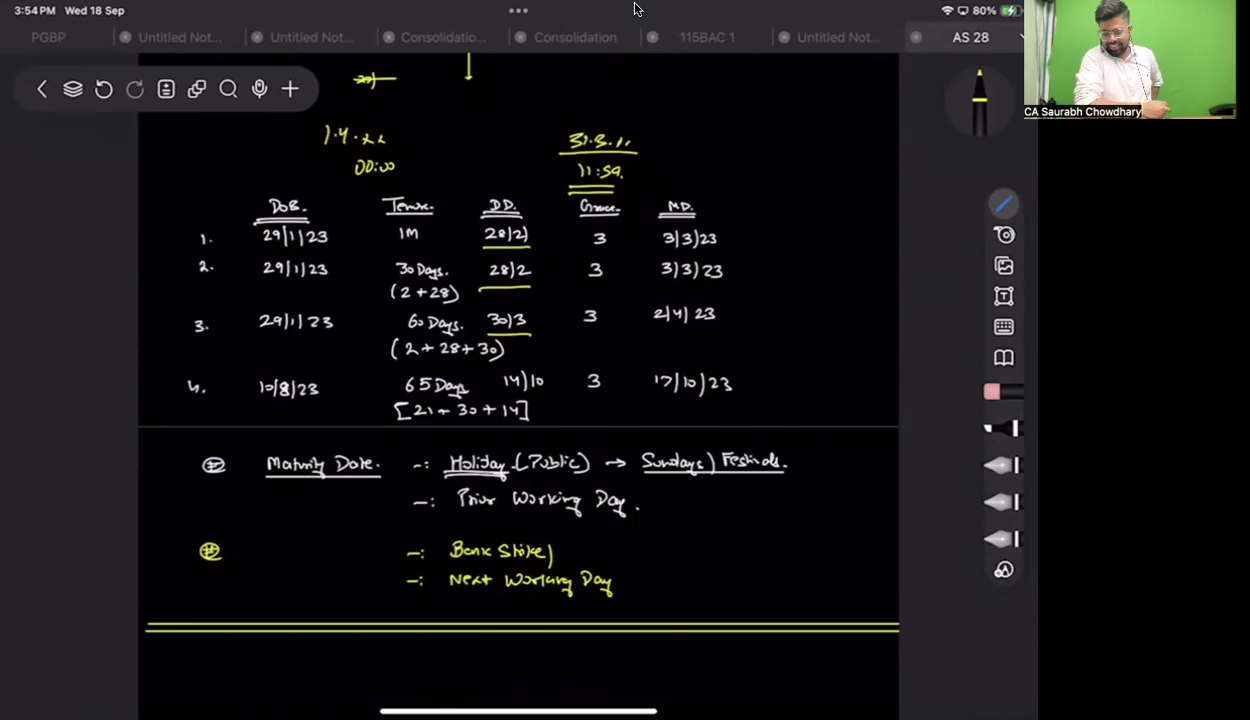 3:54 PM Wed 18 Sep
80%
PGBP
Untitled Not...
Untitled Not...
Consolidatio...
Consolidation
115BAC 1
Untitled Not...
AS 28
CA Saurabh Chowdhary
1.4.xx
00:00
31.3.
11:59.
DOB. Tenure. DD. Grace. MD.
1. 29/1/23 1M 28/2) 3 3/3/23
2. 29/1/23 30 Days. 28/2 3 3/3/23
(2+28)
3. 29/1/23 60 Days. 30/3 3 2/4/23
(2+28+30)
4. 10/8/23 65 Days 14/10 3 17/10/23
[21+30+14]
Maturity Date. -: Holiday.(Public) → Sundays) Festivals.
-: Prior Working Day.
-: Bank Strike)
-: Next Working Day